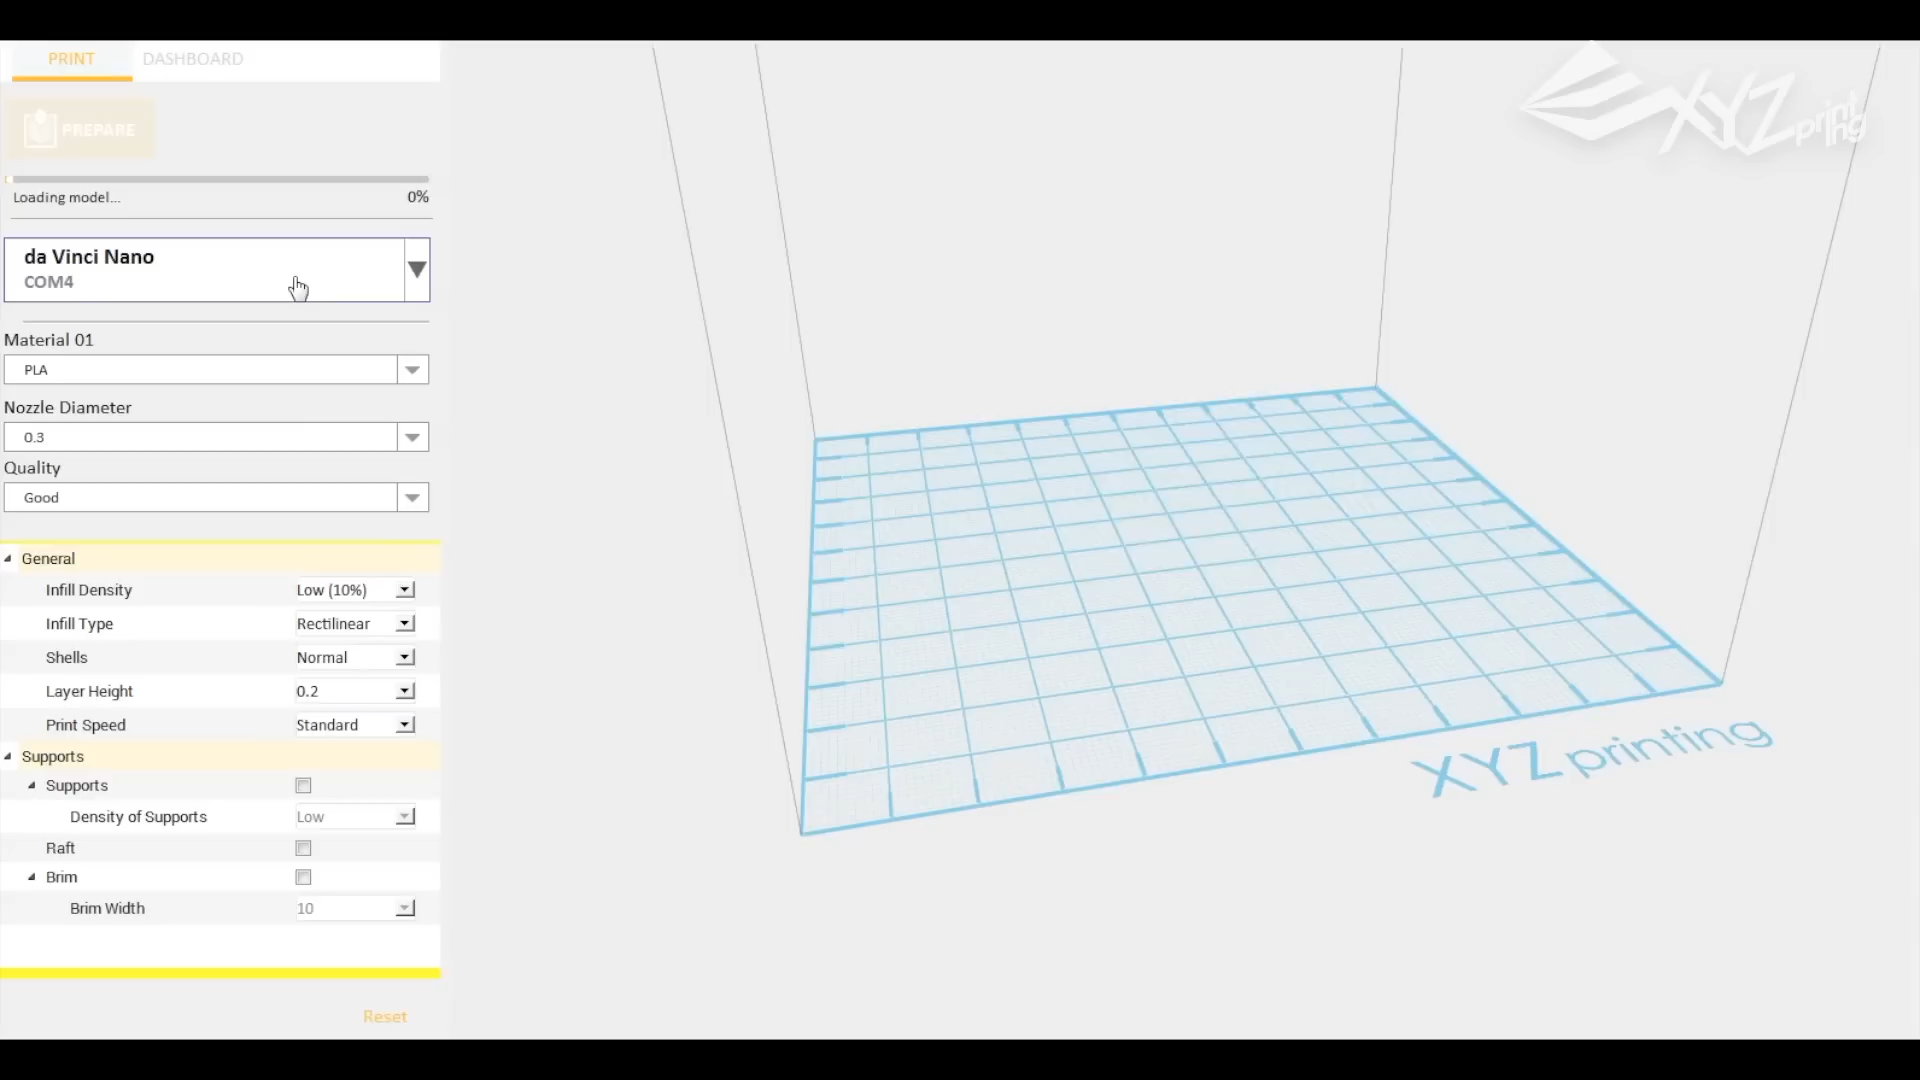 PRINT DASHBOARD
PREPARE
Loading model... 0%
da Vinci Nano
COM4
Material 01
PLA
Nozzle Diameter
0.3
Quality
Good
General
Infill Density Low (10%)
Infill Type Rectilinear
Shells Normal
Layer Height 0.2
Print Speed Standard
Supports
Supports
Density of Supports Low
Raft
Brim
Brim Width 10
Reset
XYZprinting
XYZ printing